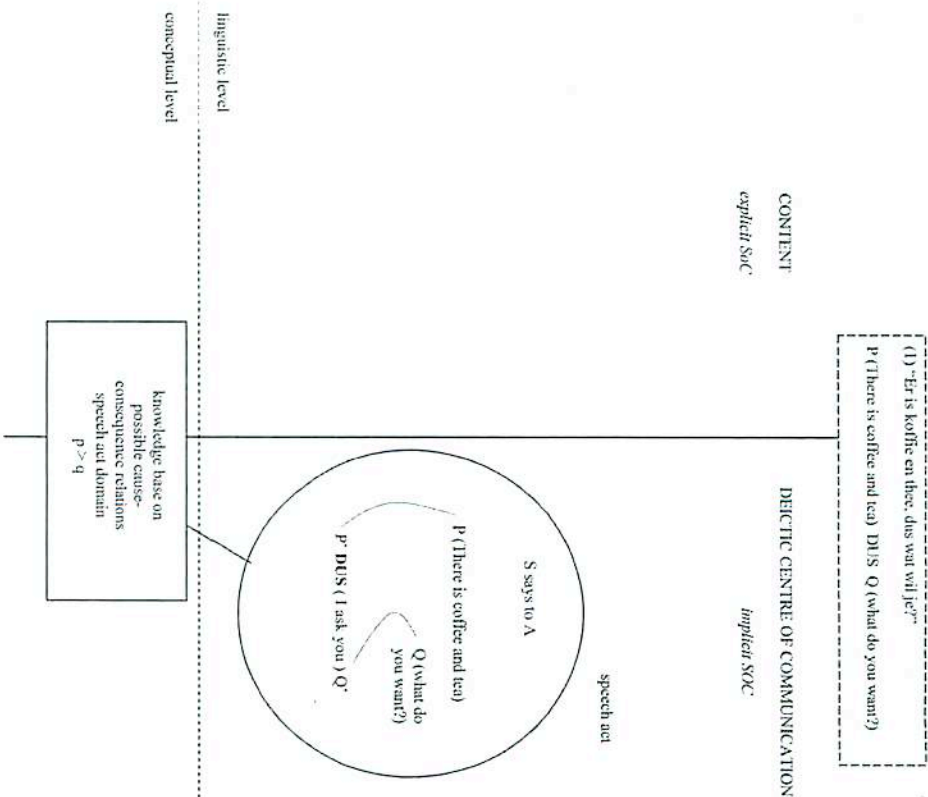 (1) "Er is koffie en thee, dus wat wil je?"
P (There is coffee and tea) DUS Q (what do you want?)
CONTENT
explicit SoC
DEICTIC CENTRE OF COMMUNICATION
implicit SOC
speech act
S says to A
P (There is coffee and tea)
Q (what do
you want?)
P' DUS ( I ask you ) Q'
linguistic level
conceptual level
knowledge base on
possible cause-
consequence relations
speech act domain
p > q